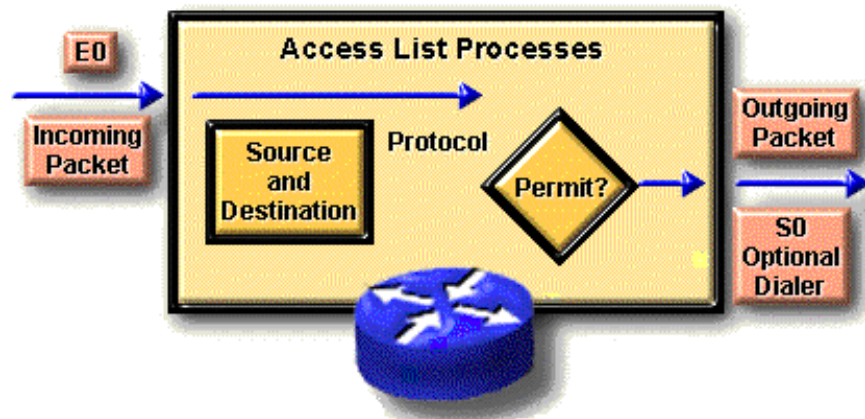 E0
Incoming
Packet
Access List Processes
Source
and
Destination
Protocol
Permit?
Outgoing
Packet
S0
Optional
Dialer